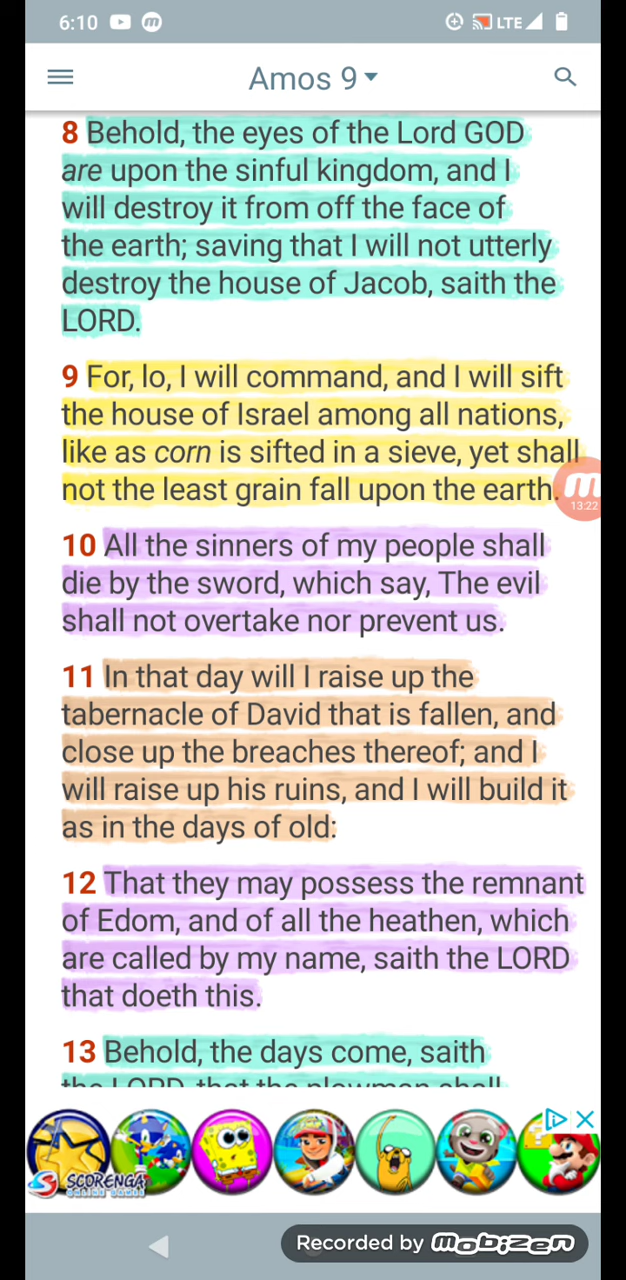 6:10
LTE
Amos 9
8 Behold, the eyes of the Lord GOD
are upon the sinful kingdom, and I
will destroy it from off the face of
the earth; saving that I will not utterly
destroy the house of Jacob, saith the
LORD.
9 For, lo, I will command, and I will sift
the house of Israel among all nations,
like as corn is sifted in a sieve, yet shall
not the least grain fall upon the earth.
13:22
10 All the sinners of my people shall
die by the sword, which say, The evil
shall not overtake nor prevent us.
11 In that day will I raise up the
tabernacle of David that is fallen, and
close up the breaches thereof; and I
will raise up his ruins, and I will build it
as in the days of old:
12 That they may possess the remnant
of Edom, and of all the heathen, which
are called by my name, saith the LORD
that doeth this.
13 Behold, the days come, saith
the LORD, that the plowman shall
SCORENGA
ONLINE GAMES
Recorded by mobizen